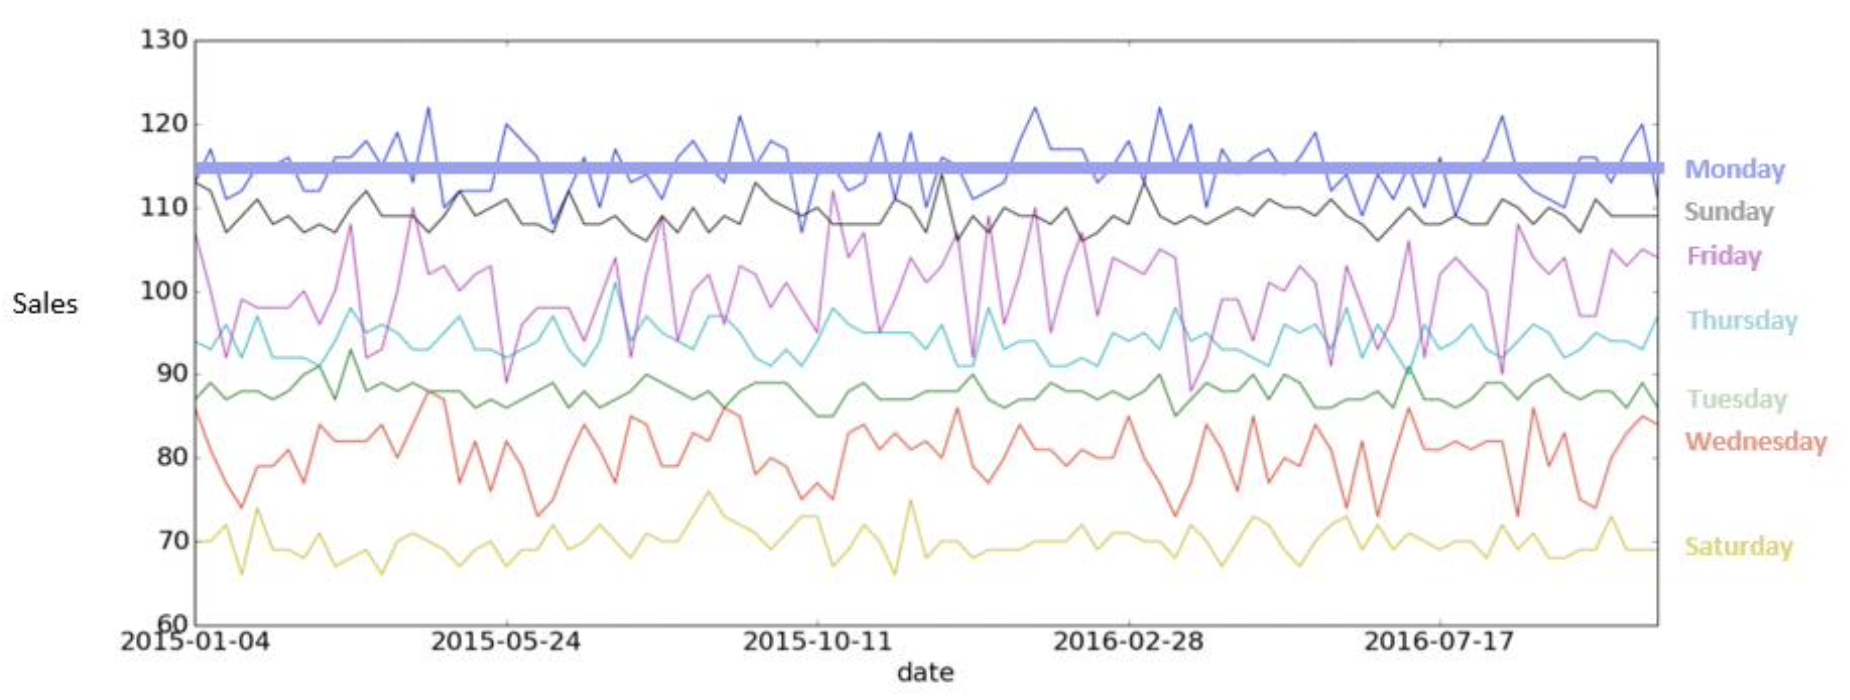 130
120
110
100
90
80
70
60
Sales
Monday
Sunday
Friday
Thursday
Tuesday
Wednesday
Saturday
2015-01-04 2015-05-24 2015-10-11 2016-02-28 2016-07-17
date